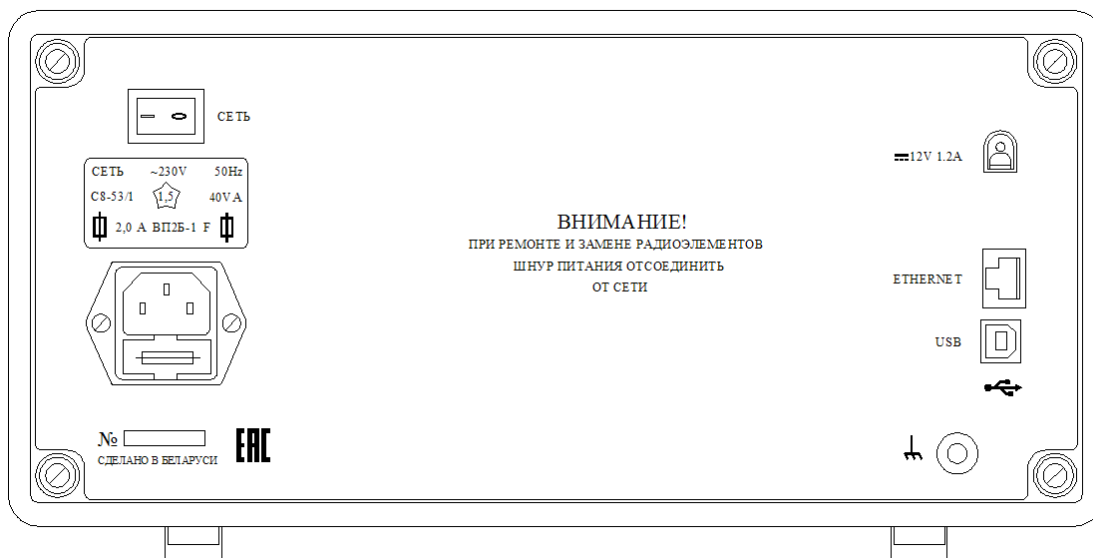 СЕТЬ
СЕТЬ ~230V 50Hz
С8-53/1 1,5 40VA
2,0 А ВП2Б-1 F
12V 1.2A
ВНИМАНИЕ!
ПРИ РЕМОНТЕ И ЗАМЕНЕ РАДИОЭЛЕМЕНТОВ
ШНУР ПИТАНИЯ ОТСОЕДИНИТЬ
ОТ СЕТИ
ETHERNET
USB
№
СДЕЛАНО В БЕЛАРУСИ
EAC